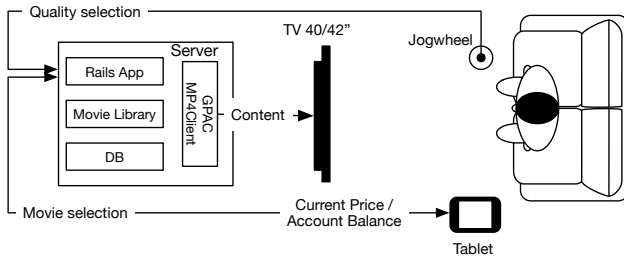 Quality selection
TV 40/42”
Jogwheel
Server
Rails App
Movie Library
DB
GPAC
MP4Client
Content
Movie selection
Current Price /
Account Balance
Tablet